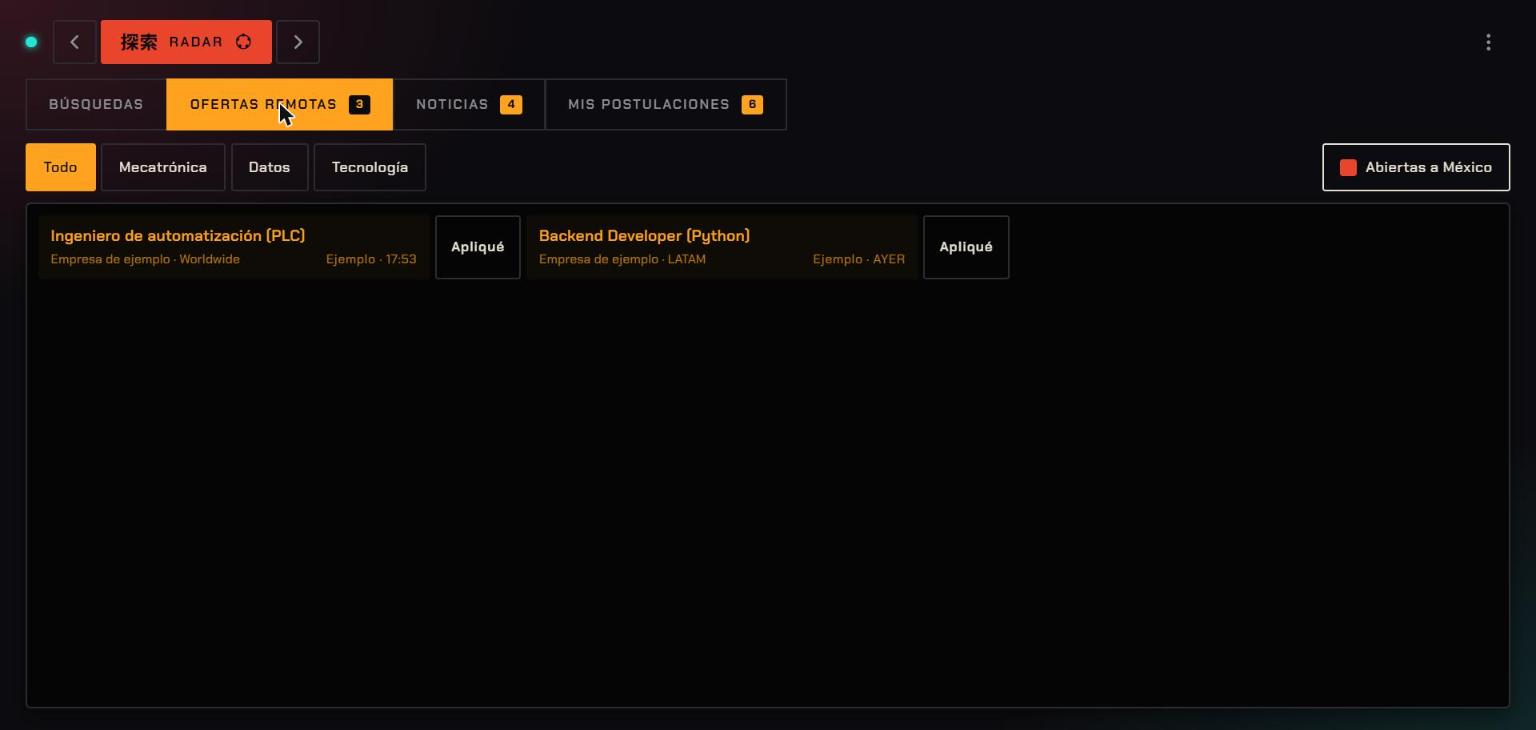 探索 RADAR
BÚSQUEDAS
OFERTAS REMOTAS 3
NOTICIAS 4
MIS POSTULACIONES 6
Todo
Mecatrónica
Datos
Tecnología
Abiertas a México
Ingeniero de automatización (PLC)
Empresa de ejemplo · Worldwide
Ejemplo · 17:53
Apliqué
Backend Developer (Python)
Empresa de ejemplo · LATAM
Ejemplo · AYER
Apliqué